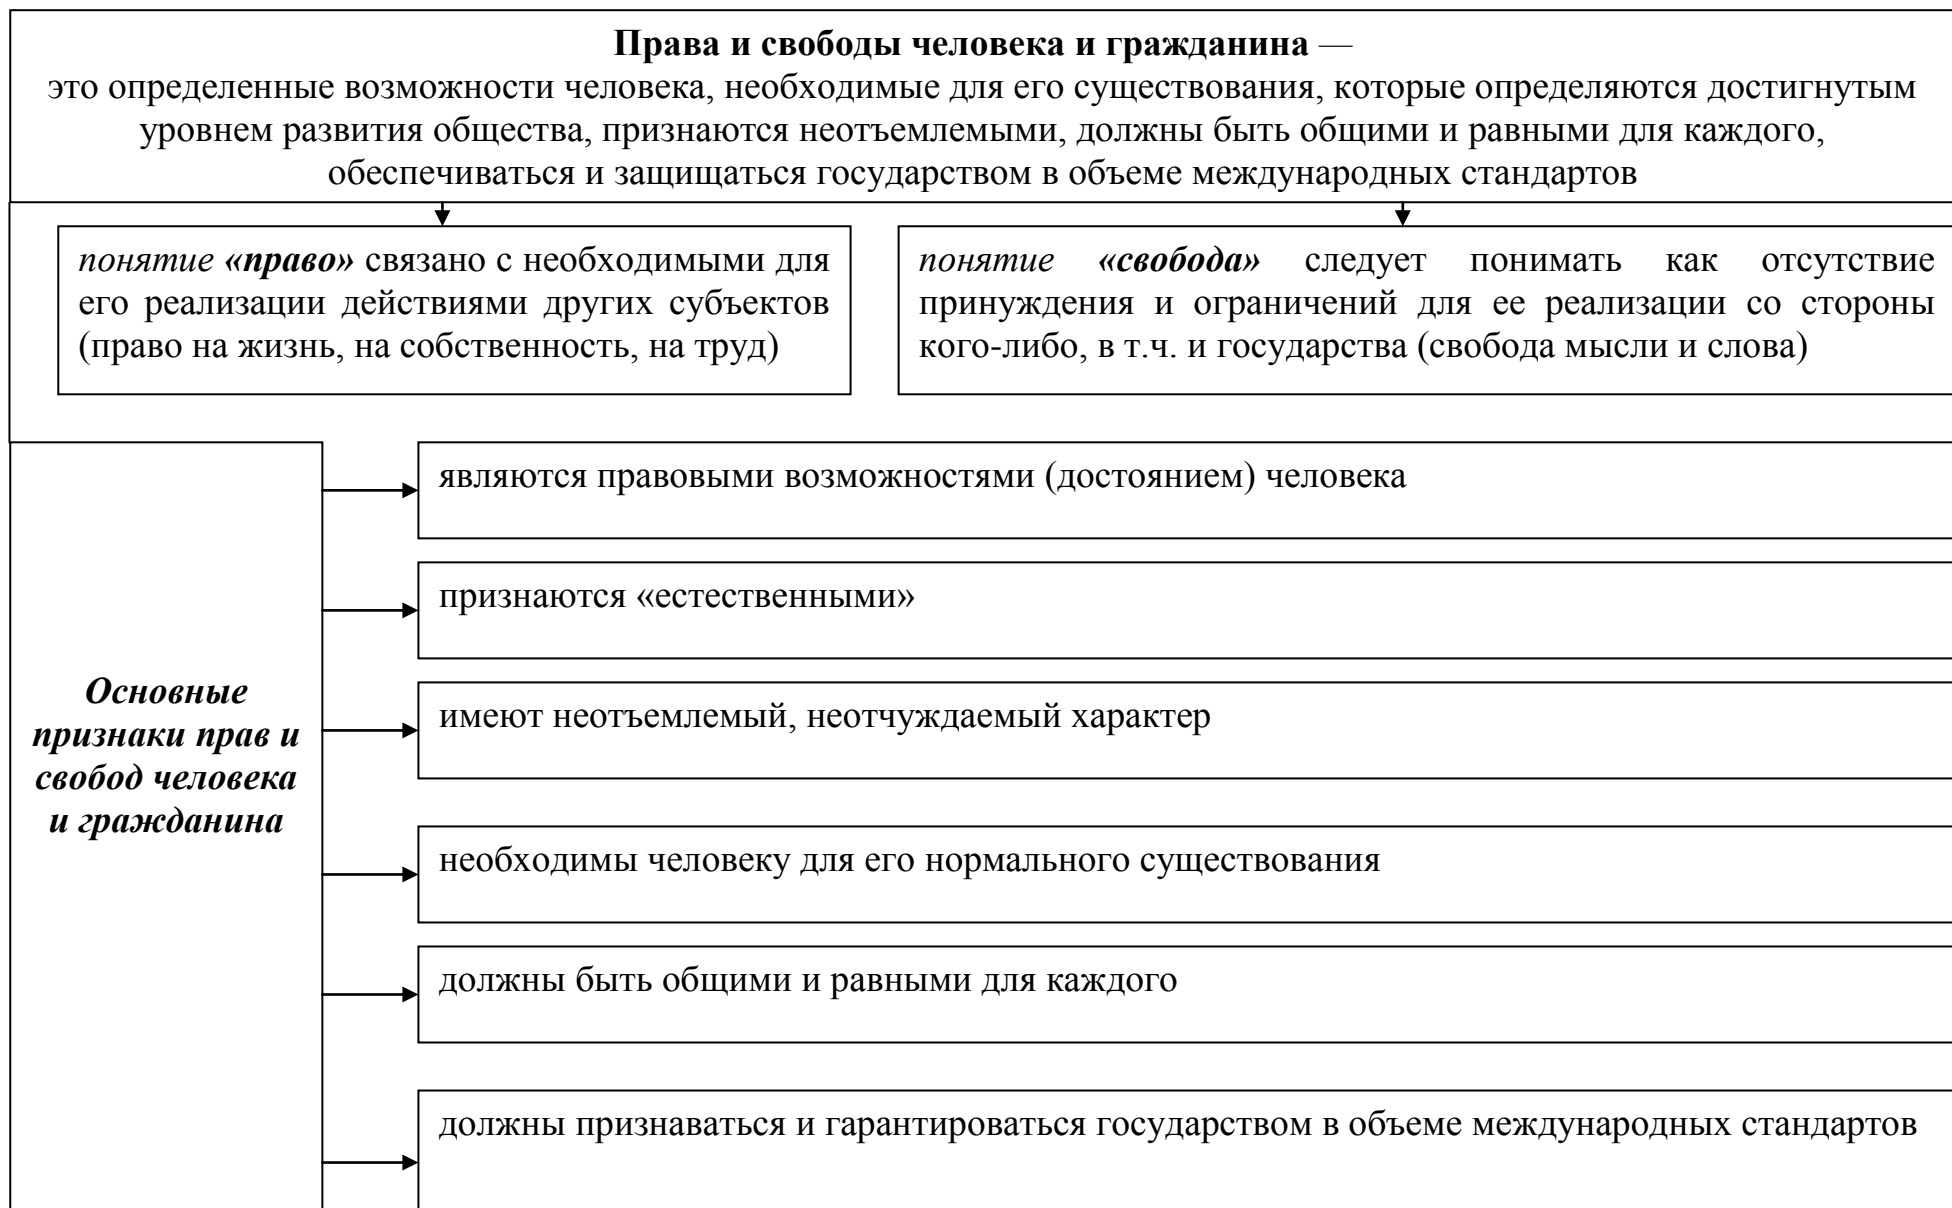 Права и свободы человека и гражданина —
это определенные возможности человека, необходимые для его существования, которые определяются достигнутым
уровнем развития общества, признаются неотъемлемыми, должны быть общими и равными для каждого,
обеспечиваться и защищаться государством в объеме международных стандартов
понятие «право» связано с необходимыми для
его реализации действиями других субъектов
(право на жизнь, на собственность, на труд)
понятие «свобода» следует понимать как отсутствие
принуждения и ограничений для ее реализации со стороны
кого-либо, в т.ч. и государства (свобода мысли и слова)
Основные
признаки прав и
свобод человека
и гражданина
являются правовыми возможностями (достоянием) человека
признаются «естественными»
имеют неотъемлемый, неотчуждаемый характер
необходимы человеку для его нормального существования
должны быть общими и равными для каждого
должны признаваться и гарантироваться государством в объеме международных стандартов